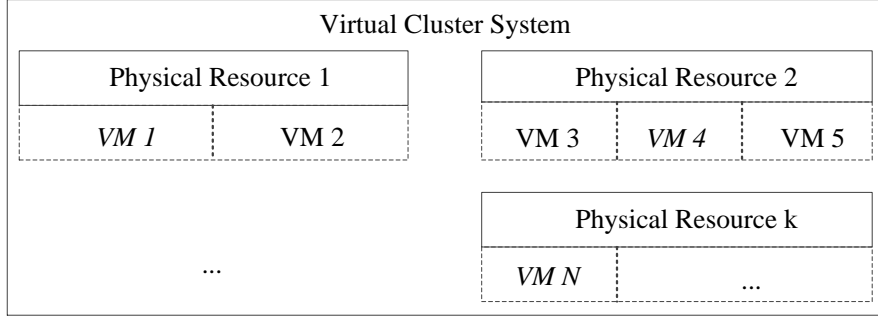 Virtual Cluster System
Physical Resource 1
VM 1
VM 2
Physical Resource 2
VM 3
VM 4
VM 5
...
Physical Resource k
VM N
...